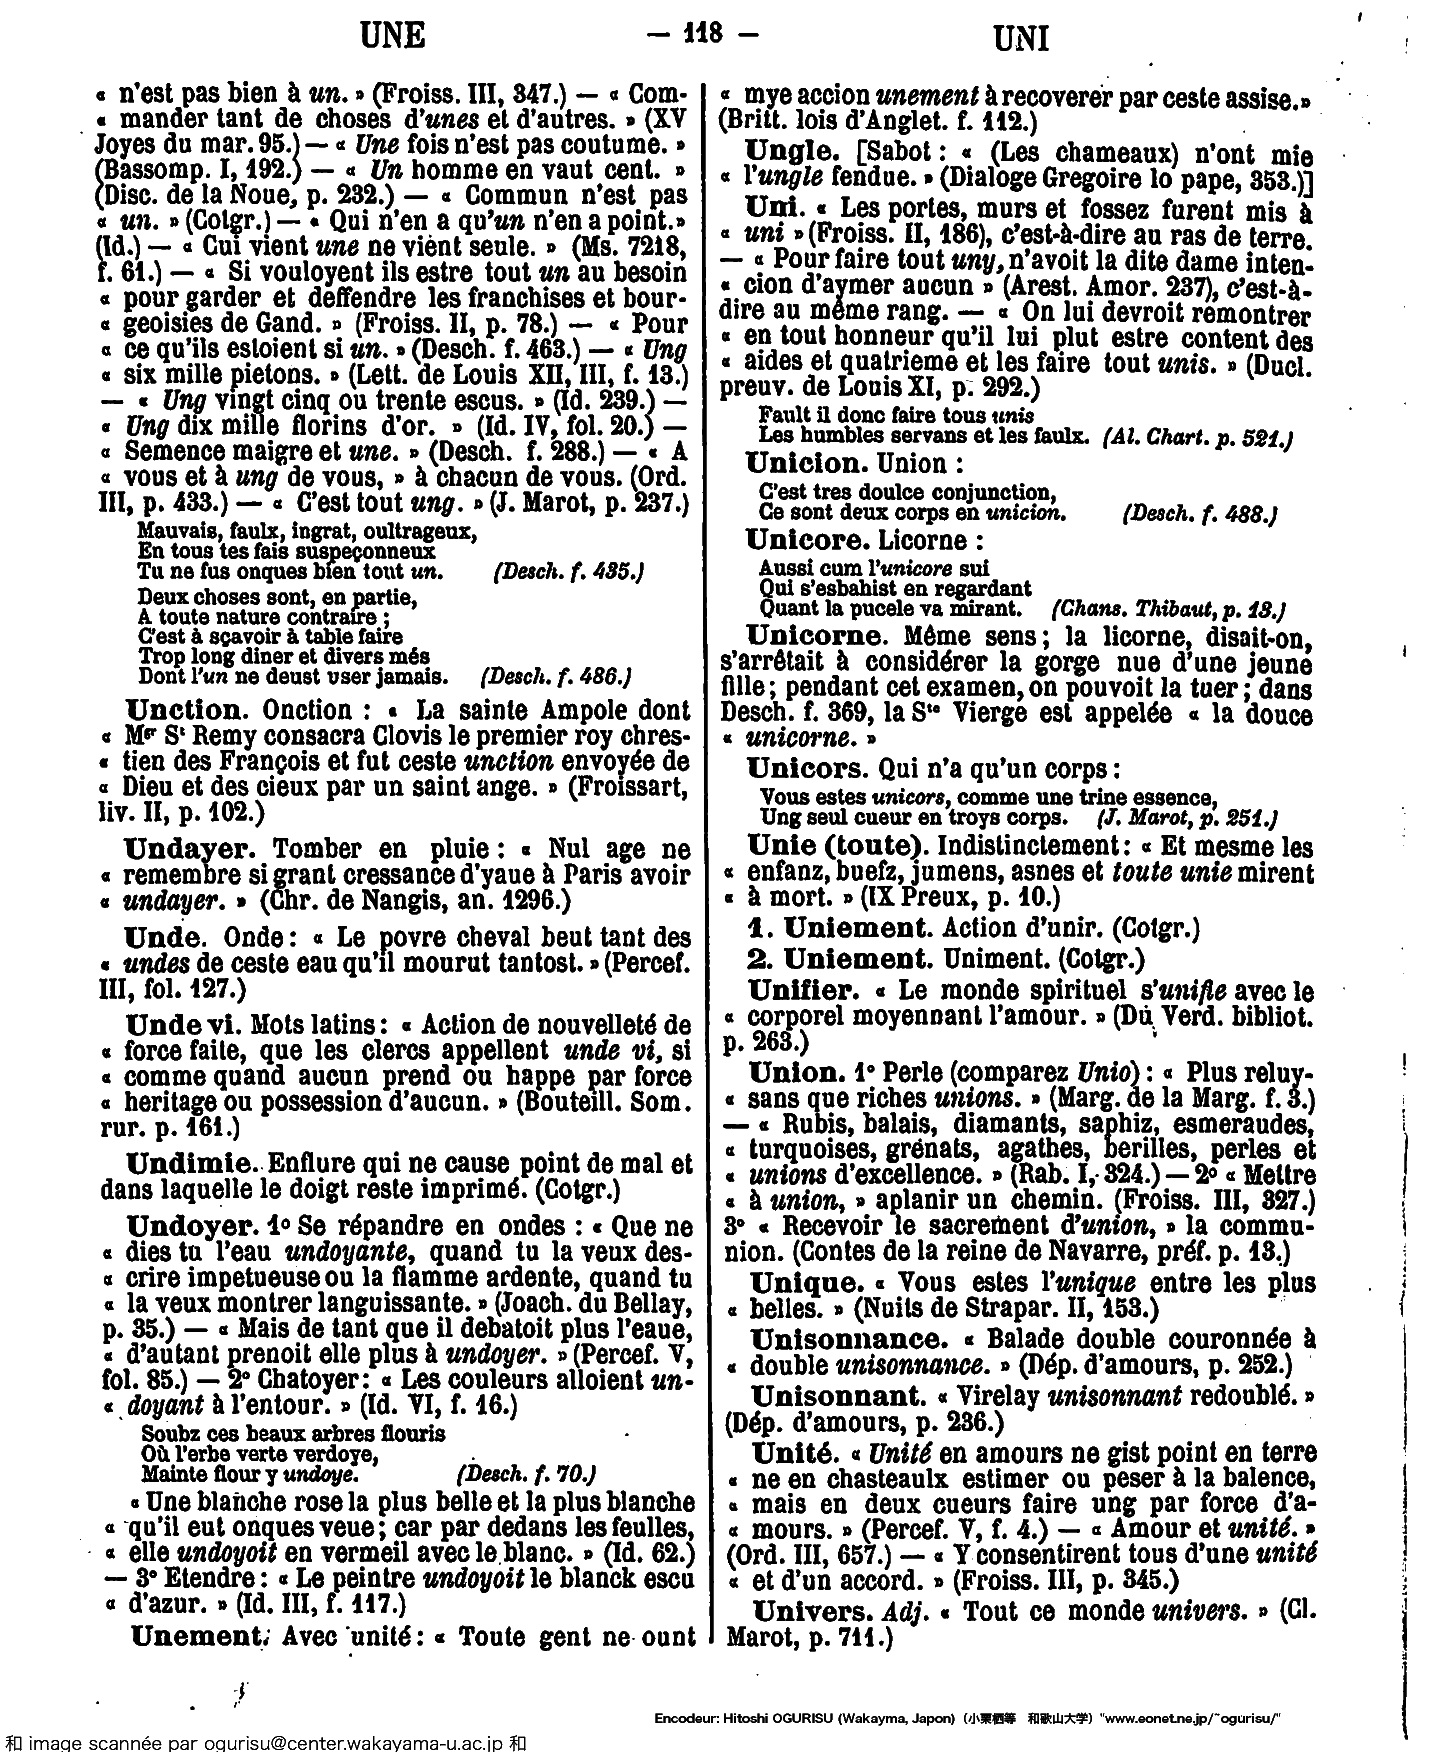 UNE — 118 — UNI
« n'est pas bien à un. » (Froiss. III, 347.) — « Com-
« mander tant de choses d'unes et d'autres. » (XV
Joyes du mar. 95.) — « Une fois n'est pas coutume. »
(Bassomp. I, 192.) — « Un homme en vaut cent. »
(Disc. de la Noue, p. 232.) — « Commun n'est pas
« un. » (Cotgr.) — « Qui n'en a qu'un n'en a point.»
(Id.) — « Cui vient une ne vient seule. » (Ms. 7218,
f. 61.) — « Si vouloyent ils estre tout un au besoin
« pour garder et deffendre les franchises et bour-
« geoisies de Gand. » (Froiss. II, p. 78.) — « Pour
« ce qu'ils estoient si un. » (Desch. f. 463.) — « Ung
« six mille pietons. » (Lett. de Louis XII, III, f. 13.)
— « Ung vingt cinq ou trente escus. » (Id. 239.) —
« Ung dix mille florins d'or. » (Id. IV, fol. 20.) —
« Semence maigre et une. » (Desch. f. 288.) — « A
« vous et à ung de vous, » à chacun de vous. (Ord.
III, p. 433.) — « C'est tout ung. » (J. Marot, p. 237.)
Mauvais, faulx, ingrat, oultrageux,
En tous tes fais suspeçonneux
Tu ne fus onques bien tout un. (Desch. f. 435.)
Deux choses sont, en partie,
A toute nature contraire ;
C'est à sçavoir à table faire
Trop long diner et divers més
Dont l'un ne deust vser jamais. (Desch. f. 486.)
Unction. Onction : « La sainte Ampole dont
« Mgr St Remy consacra Clovis le premier roy chres-
« tien des François et fut ceste unction envoyée de
« Dieu et des cieux par un saint ange. » (Froissart,
liv. II, p. 102.)
Undayer. Tomber en pluie : « Nul age ne
« remembre si grant cressance d'yaue à Paris avoir
« undayer. » (Chr. de Nangis, an. 1296.)
Unde. Onde : « Le povre cheval beut tant des
« undes de ceste eau qu'il mourut tantost. » (Percef.
III, fol. 127.)
Unde vi. Mots latins : « Action de nouvelleté de
« force faite, que les clercs appellent unde vi, si
« comme quand aucun prend ou happe par force
« heritage ou possession d'aucun. » (Bouteill. Som.
rur. p. 161.)
Undimie. Enflure qui ne cause point de mal et
dans laquelle le doigt reste imprimé. (Cotgr.)
Undoyer. 1° Se répandre en ondes : « Que ne
« dies tu l'eau undoyante, quand tu la veux des-
« crire impetueuse ou la flamme ardente, quand tu
« la veux montrer languissante. » (Joach. du Bellay,
p. 35.) — « Mais de tant que il debatoit plus l'eaue,
« d'autant prenoit elle plus à undoyer. » (Percef. V,
fol. 85.) — 2° Chatoyer : « Les couleurs alloient un-
« doyant à l'entour. » (Id. VI, f. 16.)
Soubz ces beaux arbres flouris
Où l'erbe verte verdoye,
Mainte flour y undoye. (Desch. f. 70.)
« Une blanche rose la plus belle et la plus blanche
« qu'il eut onques veue ; car par dedans les feulles,
« elle undoyoit en vermeil avec le blanc. » (Id. 62.)
— 3° Etendre : « Le peintre undoyoit le blanck escu
« d'azur. » (Id. III, f. 117.)
Unement. Avec unité : « Toute gent ne ount
« mye accion unement à recoverer par ceste assise.»
(Britt. lois d'Anglet. f. 112.)
Ungle. [Sabot : « (Les chameaux) n'ont mie
« l'ungle fendue. » (Dialoge Gregoire lo pape, 353.)]
Uni. « Les portes, murs et fossez furent mis à
« uni » (Froiss. II, 186), c'est-à-dire au ras de terre.
— « Pour faire tout uny, n'avoit la dite dame inten-
« cion d'aymer aucun » (Arest. Amor. 237), c'est-à-
dire au même rang. — « On lui devroit remontrer
« en tout honneur qu'il lui plut estre content des
« aides et quatrieme et les faire tout unis. » (Ducl.
preuv. de Louis XI, p. 292.)
Fault il donc faire tous unis
Les humbles servans et les faulx. (Al. Chart. p. 521.)
Unicion. Union :
C'est tres doulce conjunction,
Ce sont deux corps en unicion. (Desch. f. 488.)
Unicore. Licorne :
Aussi cum l'unicore sui
Qui s'esbahist en regardant
Quant la pucele va mirant. (Chans. Thibaut, p. 13.)
Unicorne. Même sens ; la licorne, disait-on,
s'arrêtait à considérer la gorge nue d'une jeune
fille ; pendant cet examen, on pouvoit la tuer ; dans
Desch. f. 369, la Ste Vierge est appelée « la douce
« unicorne. »
Unicors. Qui n'a qu'un corps :
Vous estes unicors, comme une trine essence,
Ung seul cueur en troys corps. (J. Marot, p. 251.)
Unie (toute). Indistinctement : « Et mesme les
« enfanz, buefz, jumens, asnes et toute unie mirent
« à mort. » (IX Preux, p. 10.)
1. Uniement. Action d'unir. (Cotgr.)
2. Uniement. Uniment. (Cotgr.)
Unifier. « Le monde spirituel s'unifie avec le
« corporel moyennant l'amour. » (Du Verd. bibliot.
p. 263.)
Union. 1° Perle (comparez Unio) : « Plus reluy-
« sans que riches unions. » (Marg. de la Marg. f. 3.)
— « Rubis, balais, diamants, saphiz, esmeraudes,
« turquoises, grenats, agathes, berilles, perles et
« unions d'excellence. » (Rab. I, 324.) — 2° « Mettre
« à union, » aplanir un chemin. (Froiss. III, 327.)
3° « Recevoir le sacrement d'union, » la commu-
nion. (Contes de la reine de Navarre, préf. p. 13.)
Unique. « Vous estes l'unique entre les plus
« belles. » (Nuits de Strapar. II, 153.)
Unisonnance. « Balade double couronnée à
« double unisonnance. » (Dép. d'amours, p. 252.)
Unisonnant. « Virelay unisonnant redoublé. »
(Dép. d'amours, p. 236.)
Unité. « Unité en amours ne gist point en terre
« ne en chasteaulx estimer ou peser à la balence,
« mais en deux cueurs faire ung par force d'a-
« mours. » (Percef. V, f. 4.) — « Amour et unité. »
(Ord. III, 657.) — « Y consentirent tous d'une unité
« et d'un accord. » (Froiss. III, p. 345.)
Univers. Adj. « Tout ce monde univers. » (Cl.
Marot, p. 711.)
Encodeur: Hitoshi OGURISU (Wakayma, Japon) (小栗栖等 和歌山大学) "www.eonet.ne.jp/~ogurisu/"
和 image scannée par ogurisu@center.wakayama-u.ac.jp 和